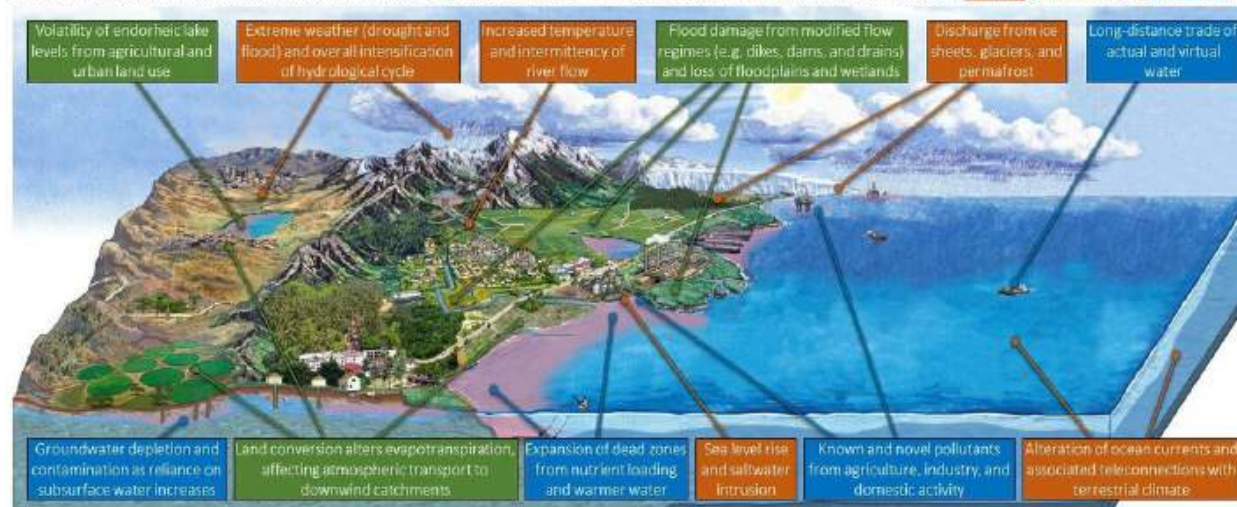 Volatility of endorheic lake
levels from agricultural and
urban land use
Extreme weather (drought and
flood) and overall intensification
of hydrological cycle
Increased temperature
and intermittency of
river flow
Flood damage from modified flow
regimes (e.g. dikes, dams, and drains)
and loss of floodplains and wetlands
Discharge from ice
sheets, glaciers, and
permafrost
Long-distance trade of
actual and virtual
water
Groundwater depletion and
contamination as reliance on
subsurface water increases
Land conversion alters evapotranspiration,
affecting atmospheric transport to
downwind catchments
Expansion of dead zones
from nutrient loading
and warmer water
Sea level rise
and saltwater
intrusion
Known and novel pollutants
from agriculture, industry, and
domestic activity
Alteration of ocean currents and
associated teleconnections with
terrestrial climate